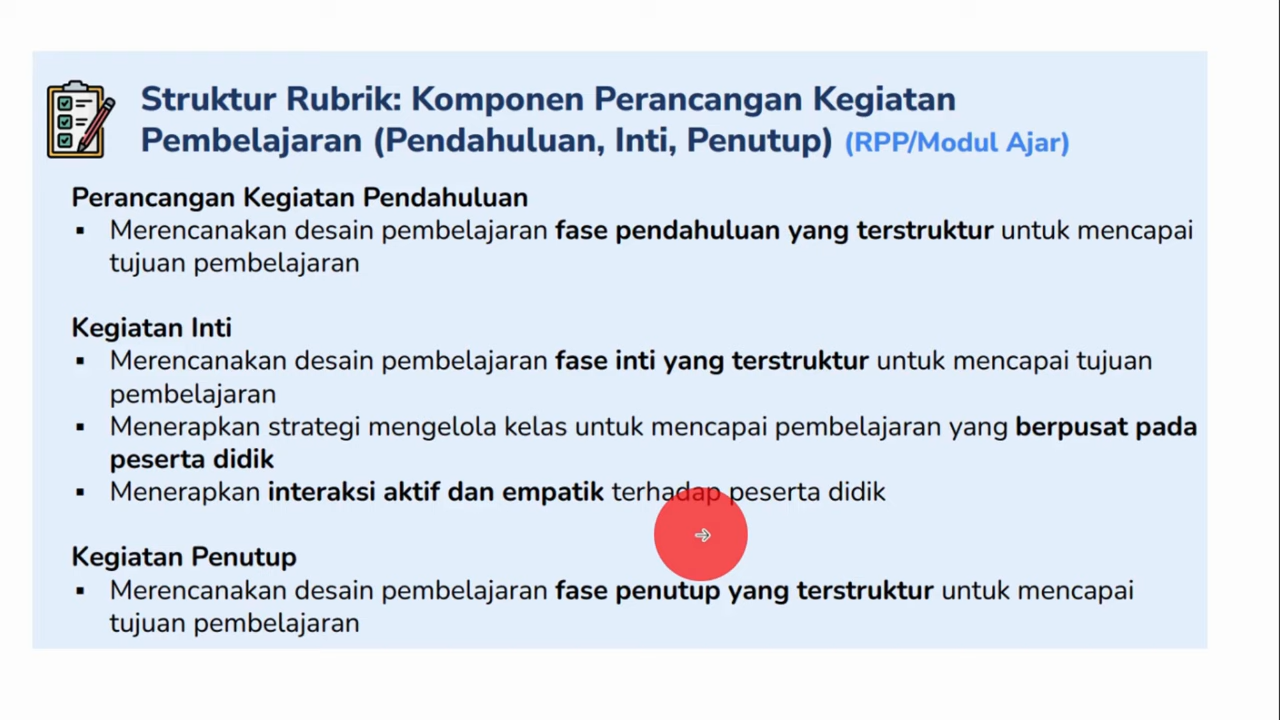 Struktur Rubrik: Komponen Perancangan Kegiatan
Pembelajaran (Pendahuluan, Inti, Penutup) (RPP/Modul Ajar)
Perancangan Kegiatan Pendahuluan
▪ Merencanakan desain pembelajaran fase pendahuluan yang terstruktur untuk mencapai
tujuan pembelajaran
Kegiatan Inti
▪ Merencanakan desain pembelajaran fase inti yang terstruktur untuk mencapai tujuan
pembelajaran
▪ Menerapkan strategi mengelola kelas untuk mencapai pembelajaran yang berpusat pada
peserta didik
▪ Menerapkan interaksi aktif dan empatik terhadap peserta didik
Kegiatan Penutup
▪ Merencanakan desain pembelajaran fase penutup yang terstruktur untuk mencapai
tujuan pembelajaran